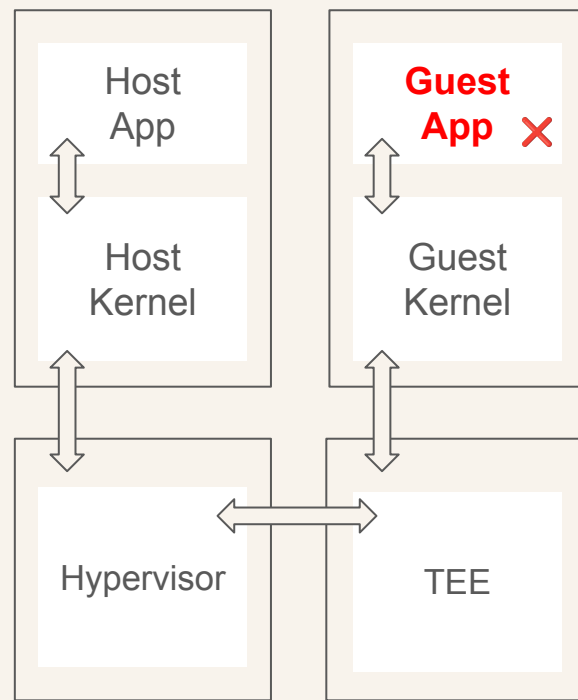 Host
App
Guest
App
Host
Kernel
Guest
Kernel
Hypervisor
TEE